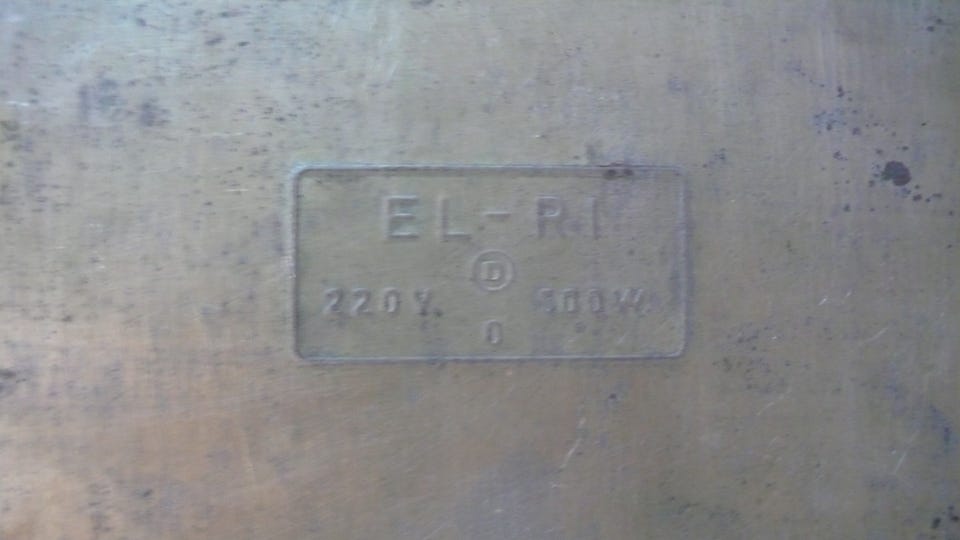 EL-RI
D
220V. 500W.
0